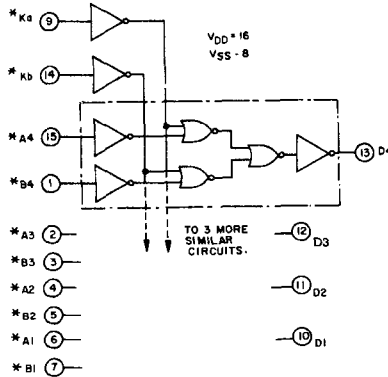 *Ka 9
VDD = 16
VSS - 8
*Kb 14
*A4 15
13 D4
*B4 1
*A3 2
TO 3 MORE
SIMILAR
CIRCUITS.
12 D3
*B3 3
*A2 4
11 D2
*B2 5
*A1 6
10 D1
*B1 7